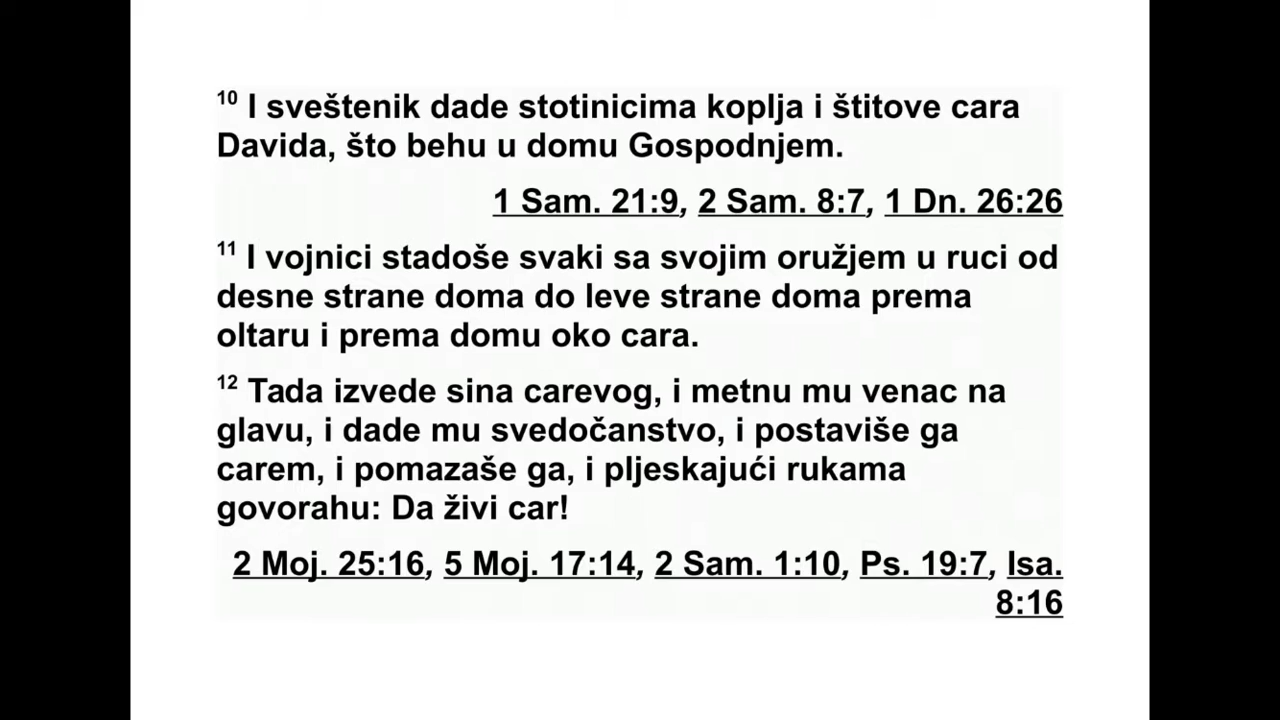 10 I sveštenik dade stotinicima koplja i štitove cara
Davida, što behu u domu Gospodnjem.
1 Sam. 21:9, 2 Sam. 8:7, 1 Dn. 26:26
11 I vojnici stadoše svaki sa svojim oružjem u ruci od
desne strane doma do leve strane doma prema
oltaru i prema domu oko cara.
12 Tada izvede sina carevog, i metnu mu venac na
glavu, i dade mu svedočanstvo, i postaviše ga
carem, i pomazaše ga, i pljeskajući rukama
govorahu: Da živi car!
2 Moj. 25:16, 5 Moj. 17:14, 2 Sam. 1:10, Ps. 19:7, Isa.
8:16